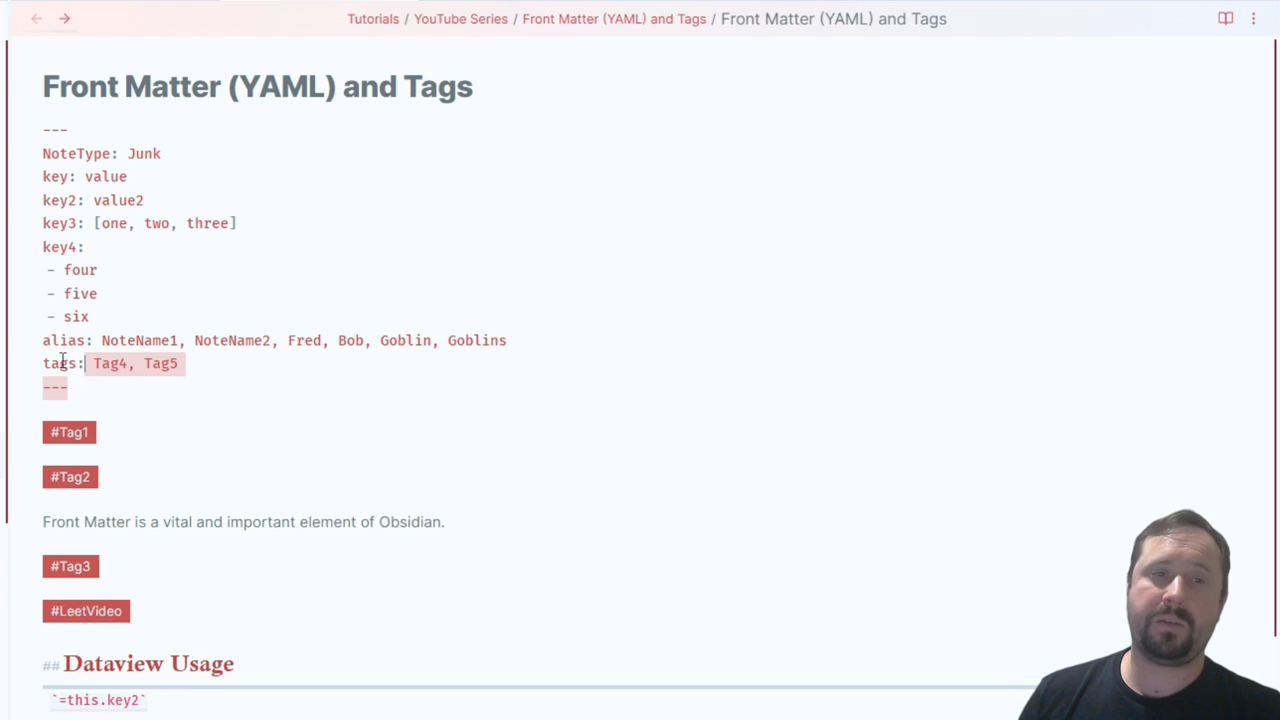 Tutorials / YouTube Series / Front Matter (YAML) and Tags / Front Matter (YAML) and Tags
Front Matter (YAML) and Tags
---
NoteType: Junk
key: value
key2: value2
key3: [one, two, three]
key4:
- four
- five
- six
alias: NoteName1, NoteName2, Fred, Bob, Goblin, Goblins
tags: Tag4, Tag5
---
#Tag1
#Tag2
Front Matter is a vital and important element of Obsidian.
#Tag3
#LeetVideo
## Dataview Usage
`=this.key2`